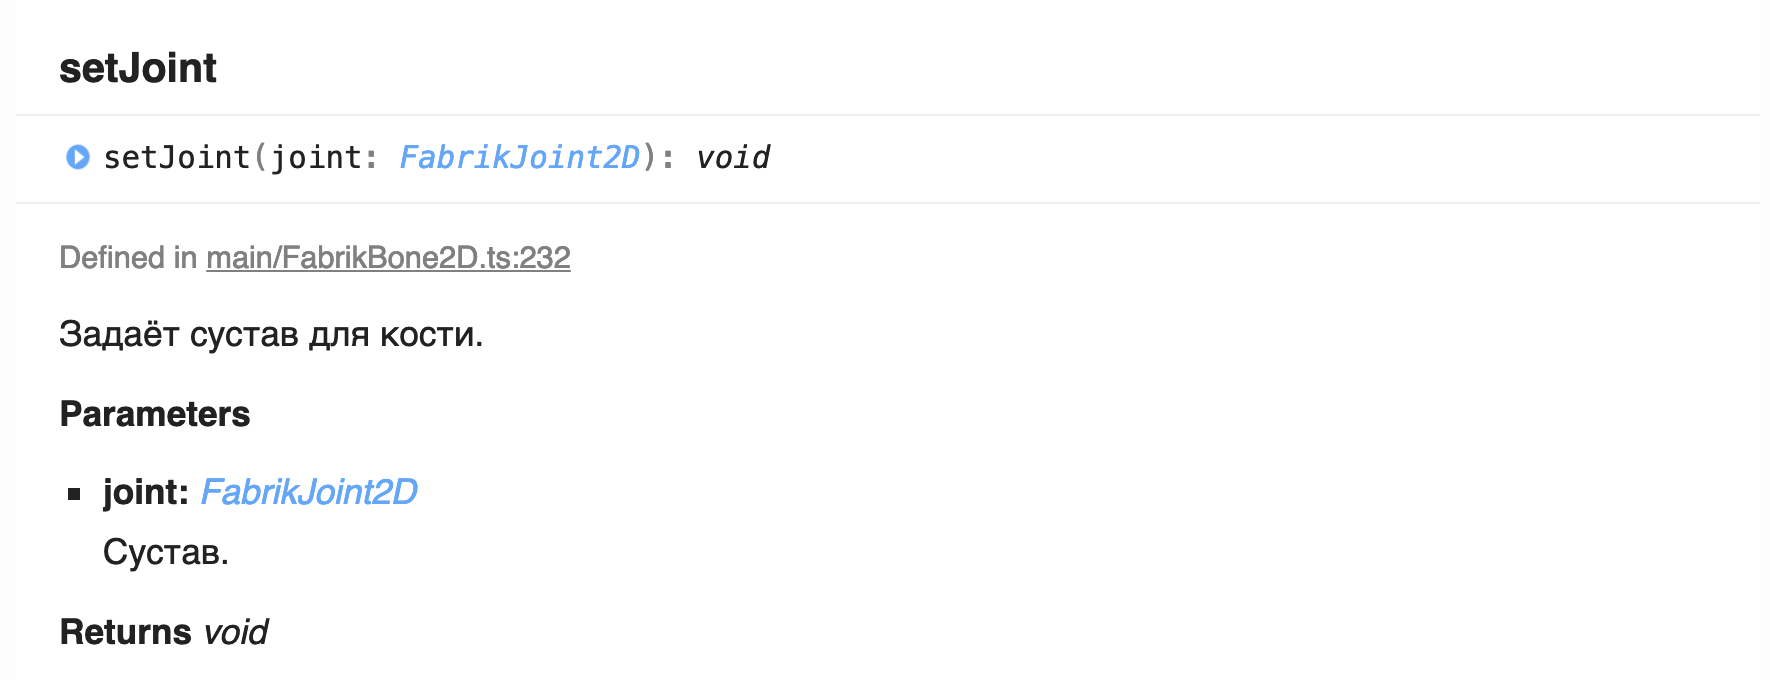 setJoint
setJoint(joint: FabrikJoint2D): void
Defined in main/FabrikBone2D.ts:232
Задаёт сустав для кости.
Parameters
joint: FabrikJoint2D
Сустав.
Returns void